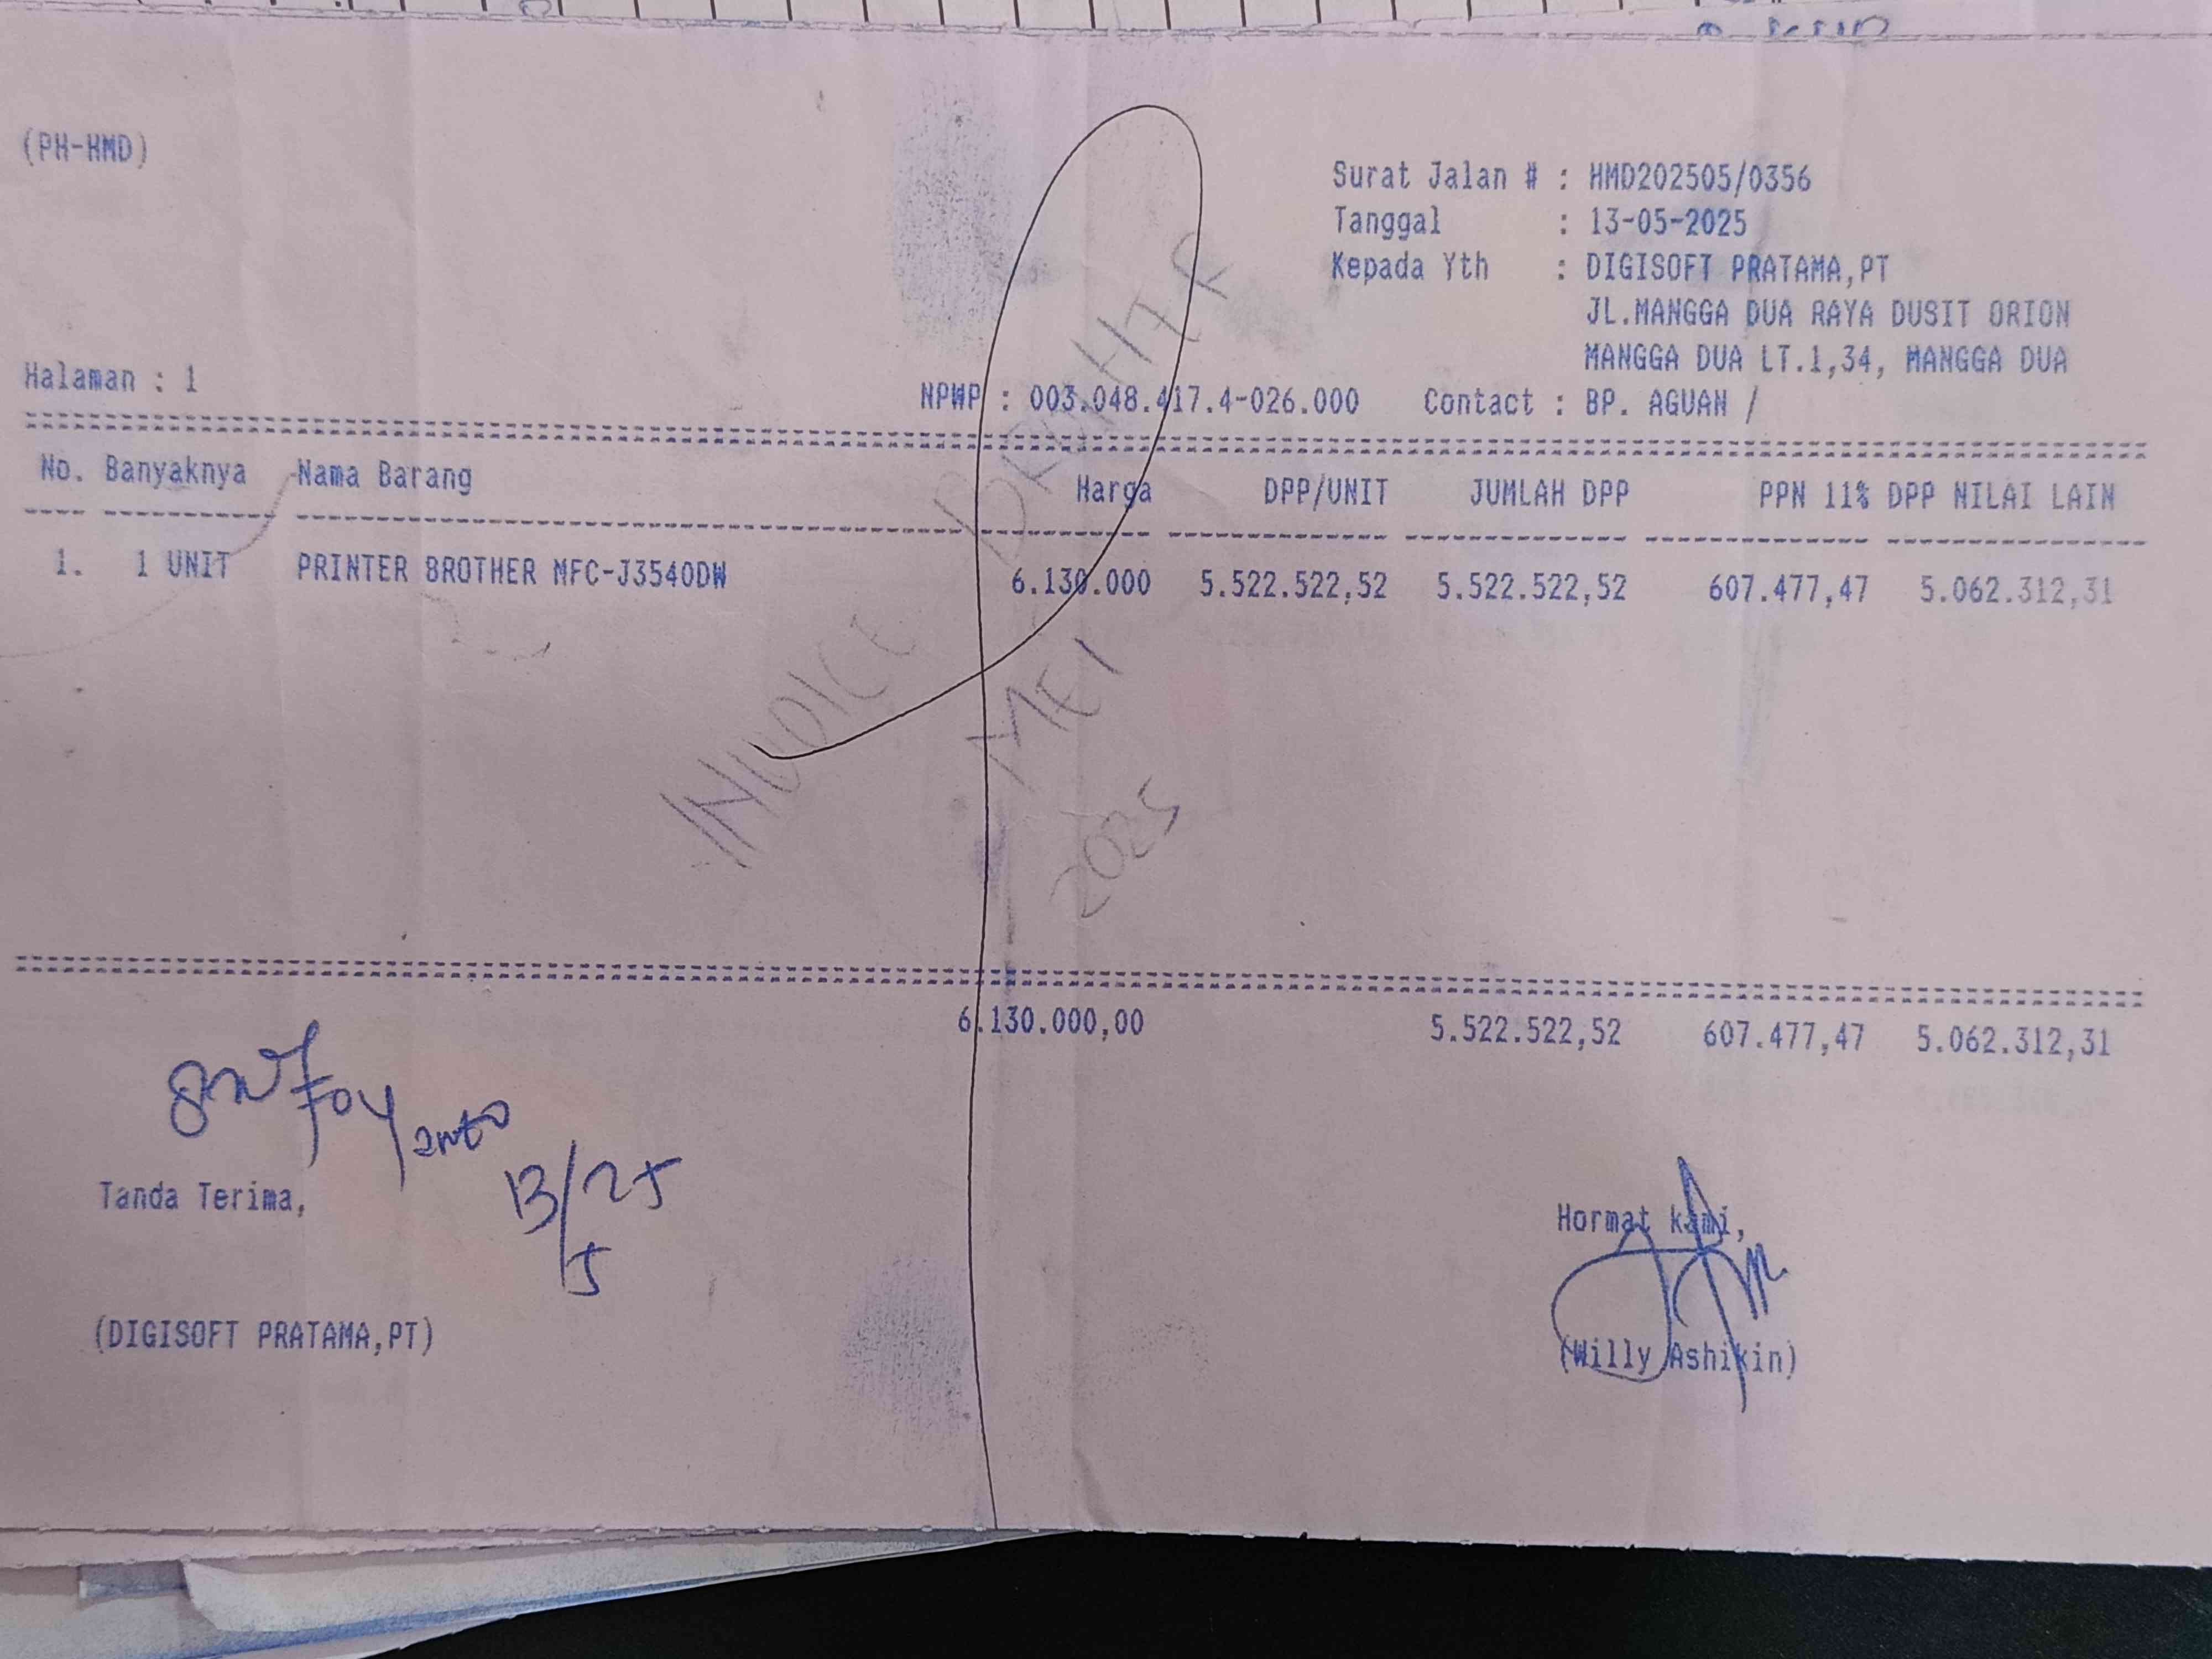 (PH-HMD)
Surat Jalan # : HMD202505/0356
Tanggal : 13-05-2025
Kepada Yth : DIGISOFT PRATAMA,PT
JL.MANGGA DUA RAYA DUSIT ORION
MANGGA DUA LT.1,34, MANGGA DUA
Halaman : 1
NPWP : 003.048.417.4-026.000 Contact : BP. AGUAN /
No. Banyaknya Nama Barang Harga DPP/UNIT JUMLAH DPP PPN 11% DPP NILAI LAIN
1. 1 UNIT PRINTER BROTHER MFC-J3540DW 6.130.000 5.522.522,52 5.522.522,52 607.477,47 5.062.312,31
INVOICE
MEI
2025
6.130.000,00 5.522.522,52 607.477,47 5.062.312,31
13/5 25
Tanda Terima,
Hormat kami,
(DIGISOFT PRATAMA,PT)
(Willy Ashikin)